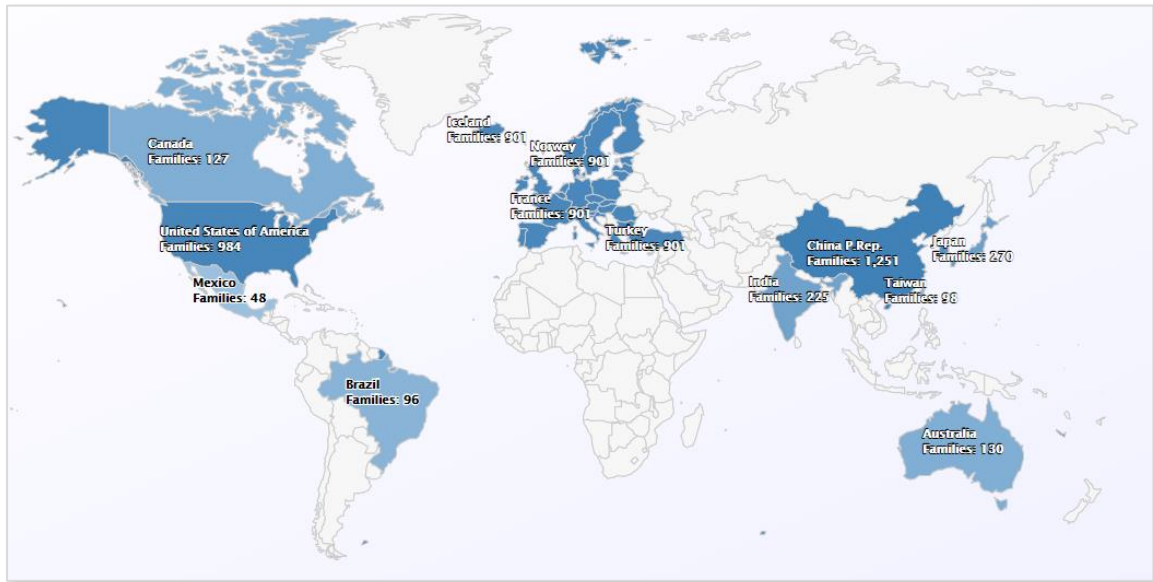 Canada
Families: 127
United States of America
Families: 984
Mexico
Families: 48
Brazil
Families: 96
Iceland
Families: 901
Norway
Families: 901
France
Families: 901
Turkey
Families: 901
China P.Rep.
Families: 1,251
Japan
Families: 270
India
Families: 225
Taiwan
Families: 98
Australia
Families: 130